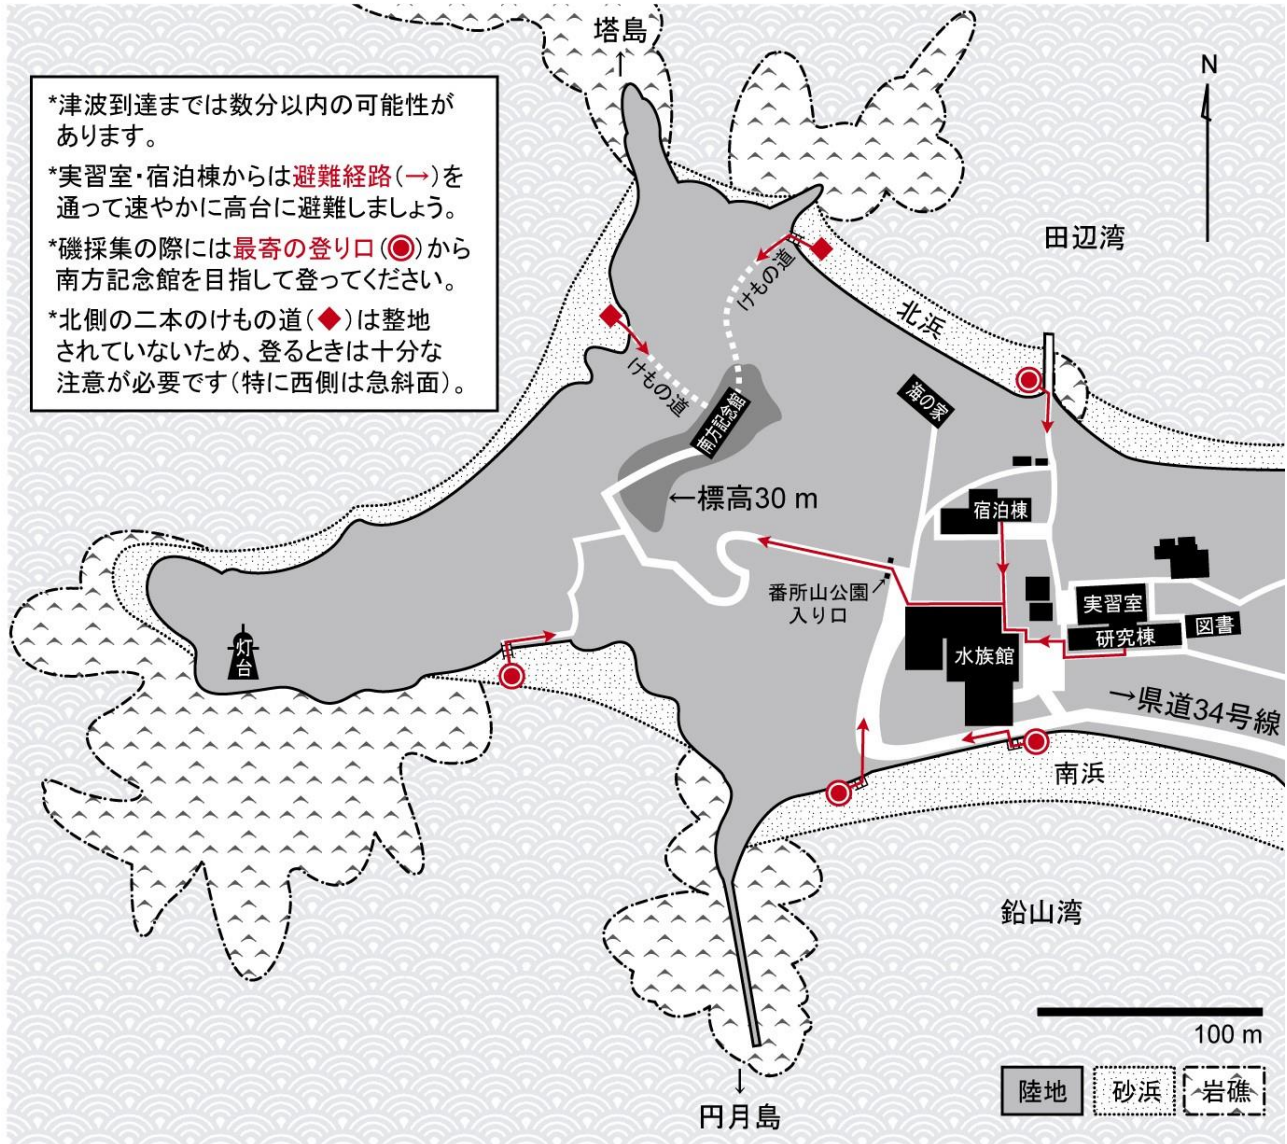 塔島
↑
N
*津波到達までは数分以内の可能性が
あります。
*実習室・宿泊棟からは避難経路(→)を
通って速やかに高台に避難しましょう。
*磯採集の際には最寄の登り口(◉)から
南方記念館を目指して登ってください。
*北側の二本のけもの道(◆)は整地
されていないため、登るときは十分な
注意が必要です(特に西側は急斜面)。
田辺湾
けもの道
北浜
けもの道
南方記念館
海の家
←標高30 m
宿泊棟
番所山公園
入り口
実習室
研究棟
図書
水族館
灯台
→県道34号線
南浜
鉛山湾
100 m
陸地
砂浜
岩礁
↓
円月島